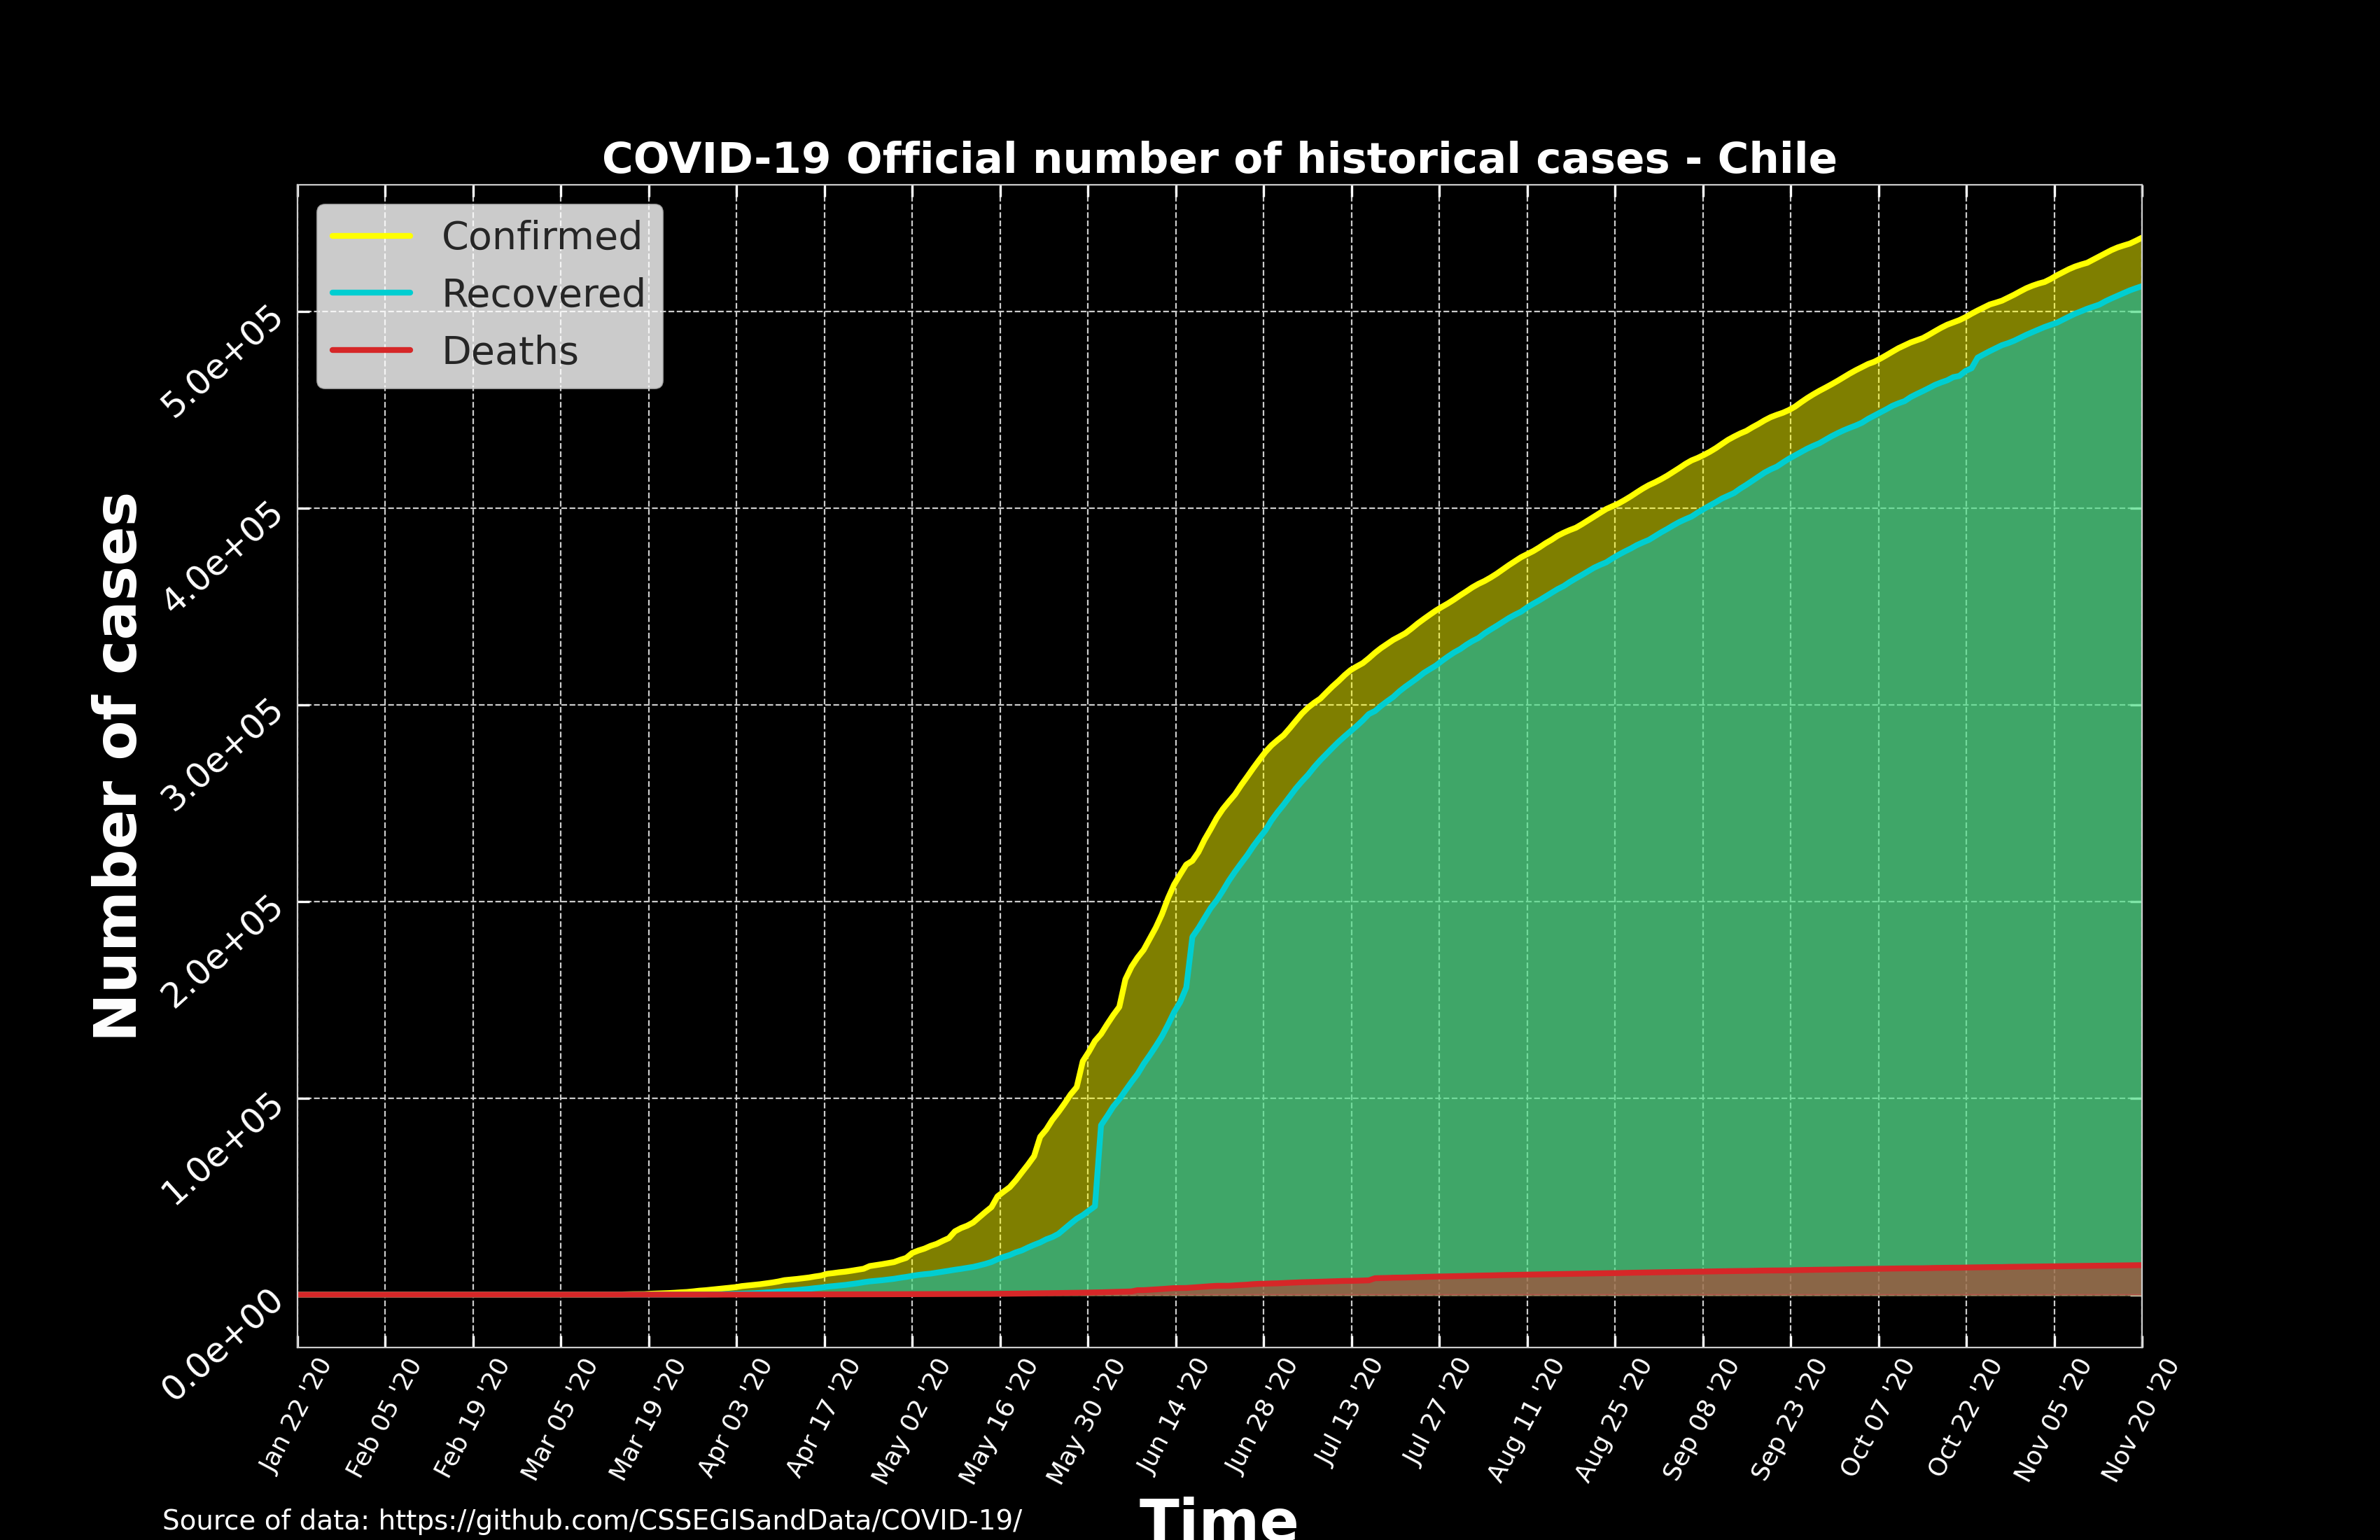 COVID-19 Official number of historical cases - Chile
Confirmed
Recovered
Deaths
Number of cases
5.0e+05
4.0e+05
3.0e+05
2.0e+05
1.0e+05
0.0e+00
Jan 22 '20
Feb 05 '20
Feb 19 '20
Mar 05 '20
Mar 19 '20
Apr 03 '20
Apr 17 '20
May 02 '20
May 16 '20
May 30 '20
Jun 14 '20
Jun 28 '20
Jul 13 '20
Jul 27 '20
Aug 11 '20
Aug 25 '20
Sep 08 '20
Sep 23 '20
Oct 07 '20
Oct 22 '20
Nov 05 '20
Nov 20 '20
Time
Source of data: https://github.com/CSSEGISandData/COVID-19/